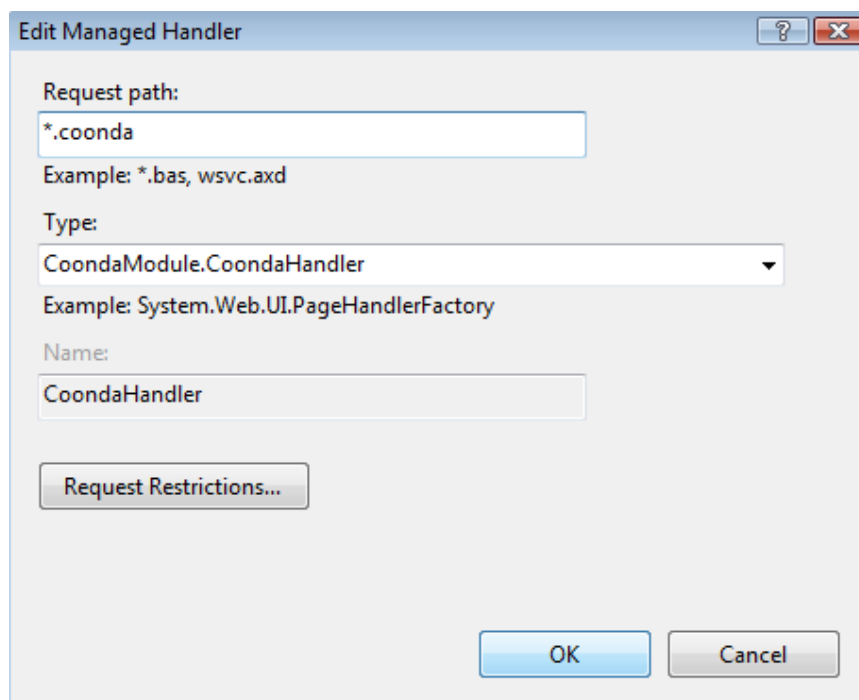 Edit Managed Handler
Request path:
*.coonda
Example: *.bas, wsvc.axd
Type:
CoondaModule.CoondaHandler
Example: System.Web.UI.PageHandlerFactory
Name:
CoondaHandler
Request Restrictions...
OK Cancel